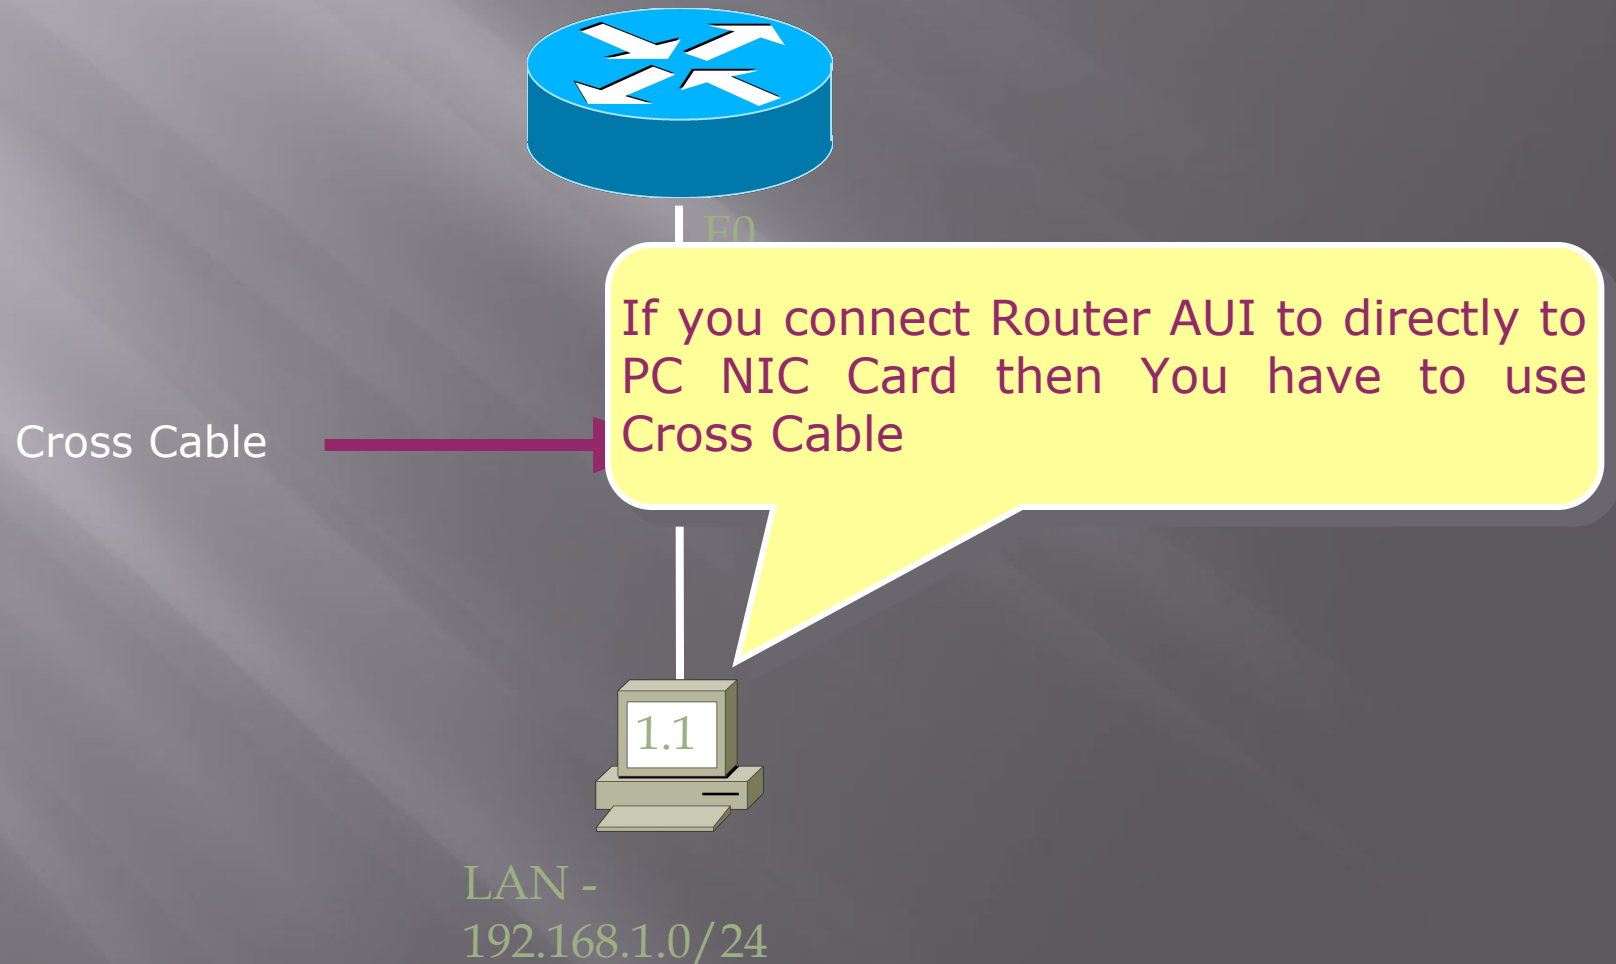 E0
If you connect Router AUI to directly to
PC NIC Card then You have to use
Cross Cable
Cross Cable
1.1
LAN -
192.168.1.0/24